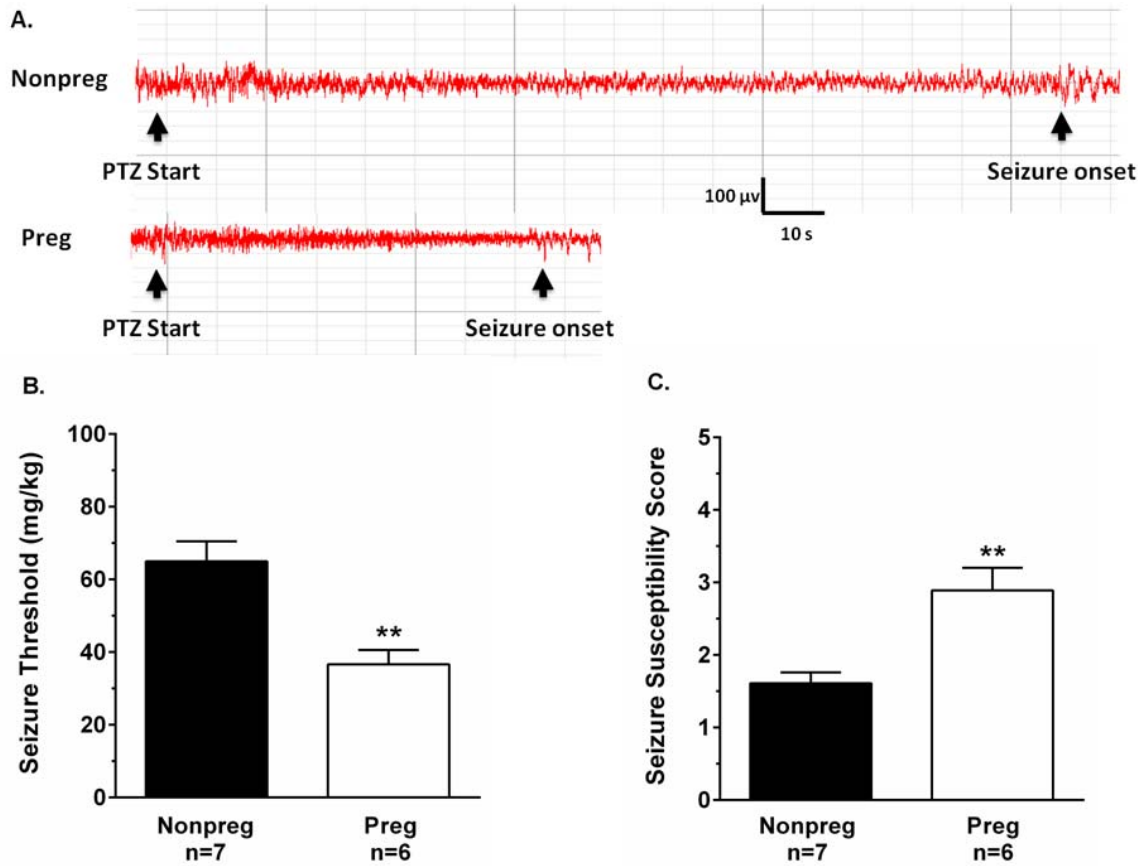 A.
Nonpreg
PTZ Start
Seizure onset
100 µv
10 s
Preg
PTZ Start
Seizure onset
B.
Seizure Threshold (mg/kg)
100
80
60
40
20
0
**
Nonpreg
n=7
Preg
n=6
C.
Seizure Susceptibility Score
5
4
3
2
1
0
**
Nonpreg
n=7
Preg
n=6